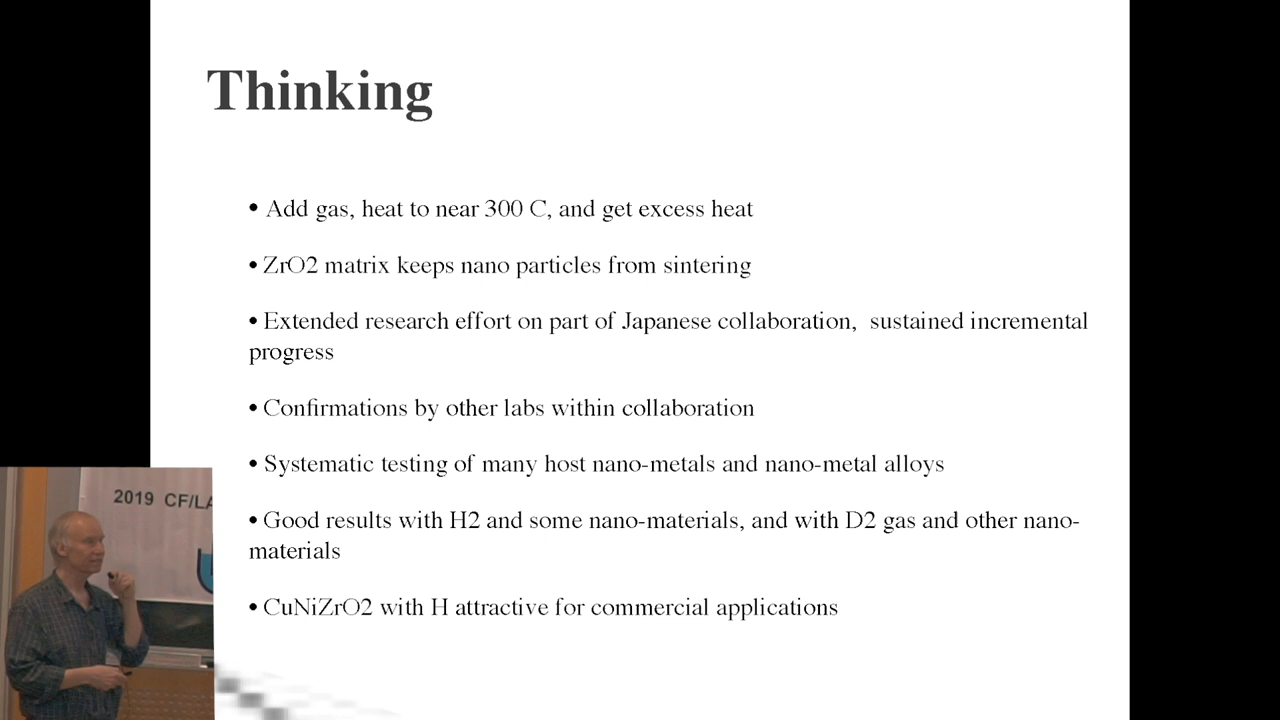 Thinking
• Add gas, heat to near 300 C, and get excess heat
• ZrO2 matrix keeps nano particles from sintering
• Extended research effort on part of Japanese collaboration,  sustained incremental
progress
• Confirmations by other labs within collaboration
• Systematic testing of many host nano-metals and nano-metal alloys
• Good results with H2 and some nano-materials, and with D2 gas and other nano-
materials
• CuNiZrO2 with H attractive for commercial applications
2019 CF/LA